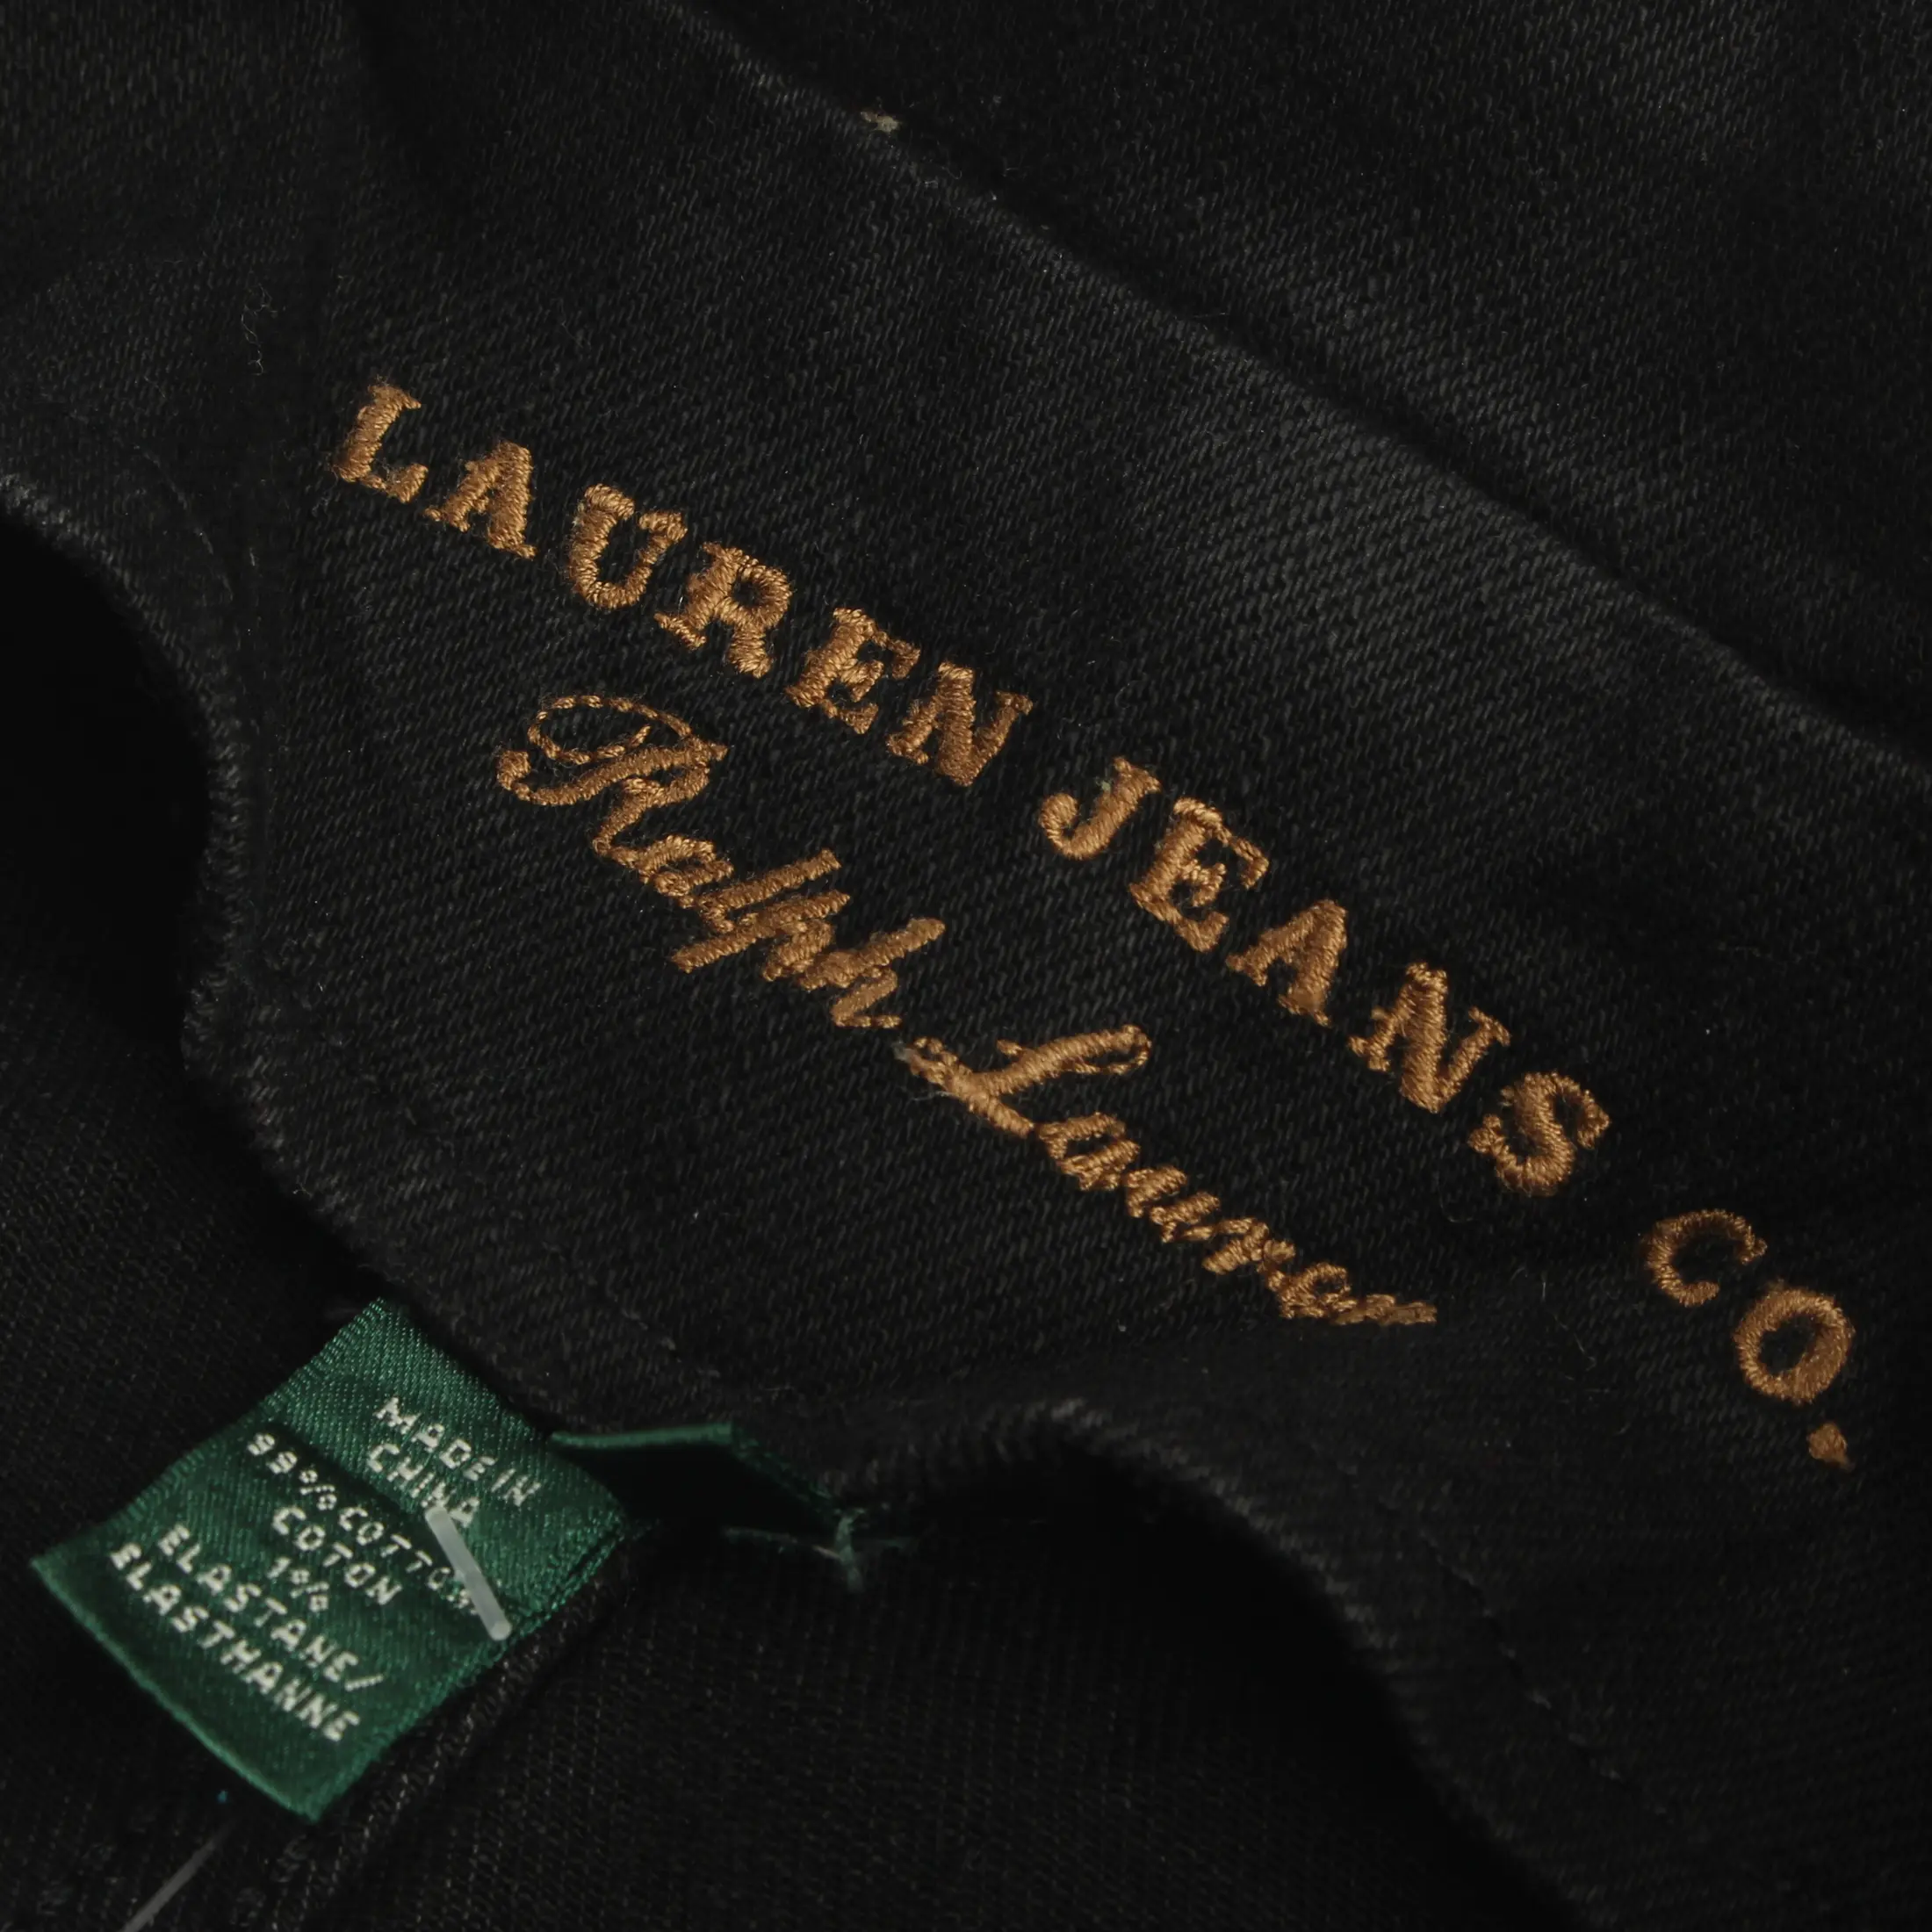 LAUREN JEANS CO.
Ralph Lauren
MADE IN
CHINA
99% COTTON
COTON
1%
ELASTANE/
ELASTHANNE